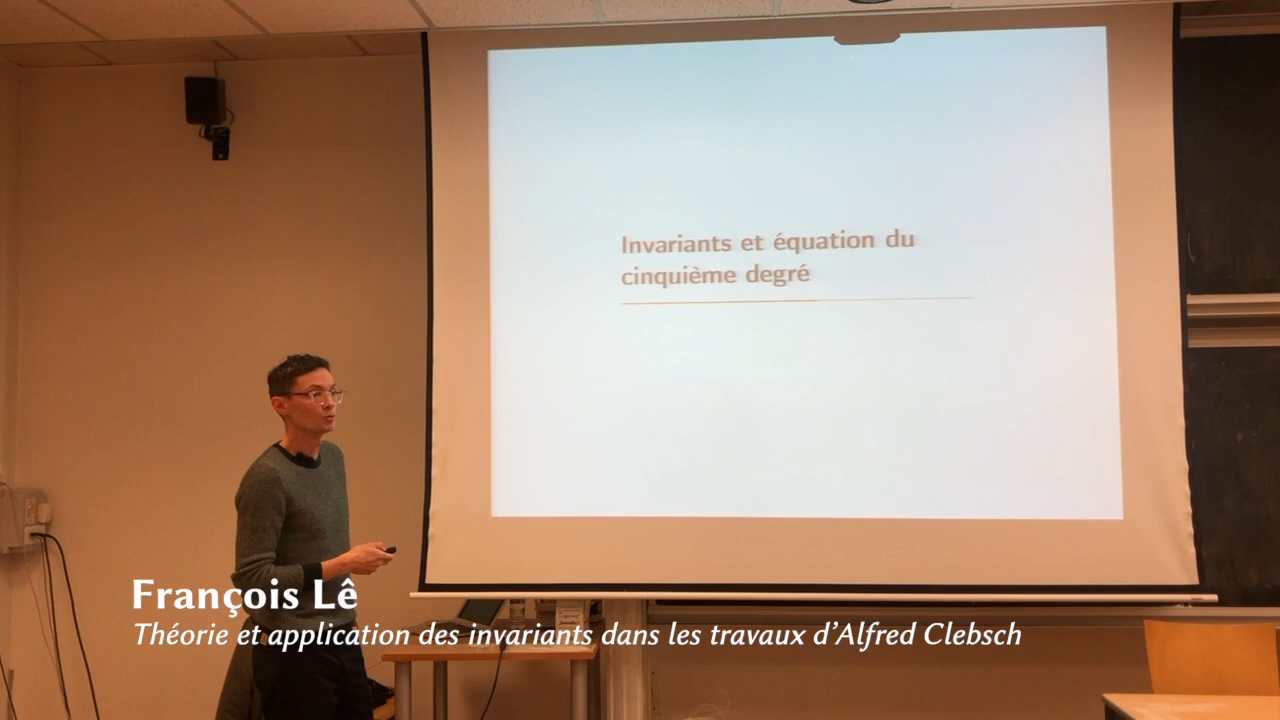 Invariants et équation du
cinquième degré
François Lê
Théorie et application des invariants dans les travaux d'Alfred Clebsch